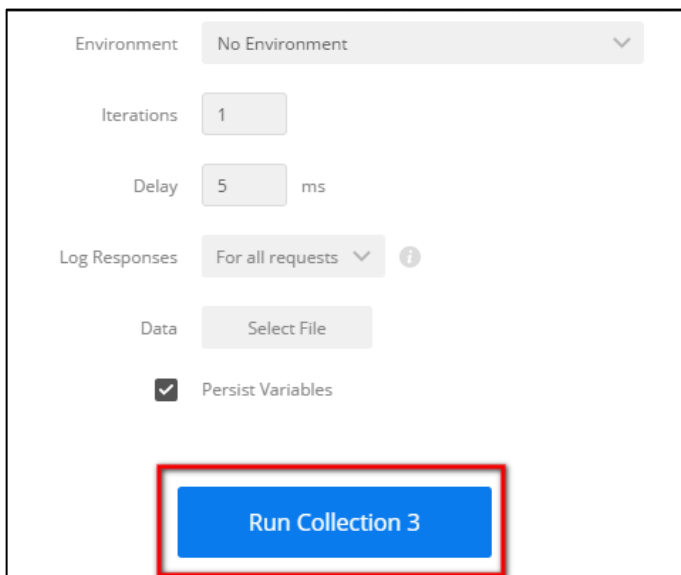 Environment No Environment
Iterations 1
Delay 5 ms
Log Responses For all requests
Data Select File
Persist Variables
Run Collection 3